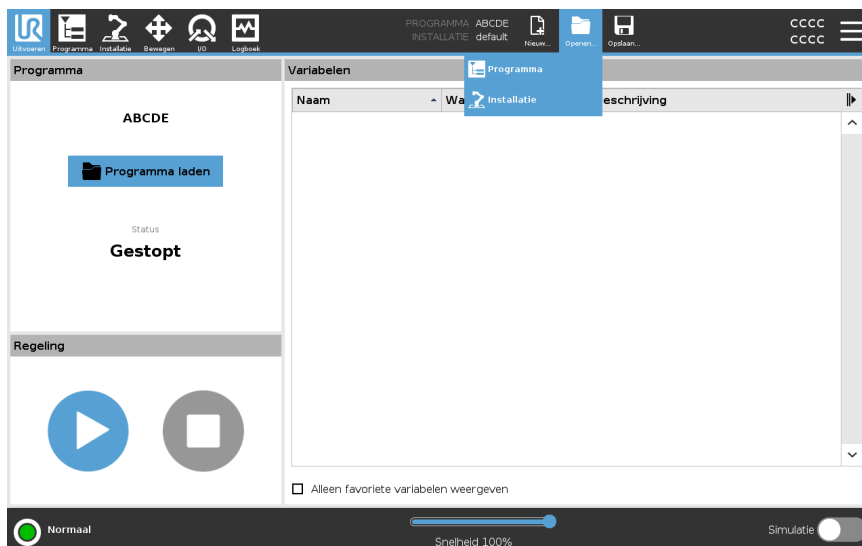 PROGRAMMA ABCDE
INSTALLATIE default
CCCC
CCCC
Uitvoeren Programma Installatie Bewegen I/O Logboek
Nieuw... Openen... Opslaan...
Programma
Variabelen
Programma
Naam
Wa
Installatie
eschrijving
ABCDE
Programma laden
Status
Gestopt
Regeling
Alleen favoriete variabelen weergeven
Normaal
Snelheid 100%
Simulatie